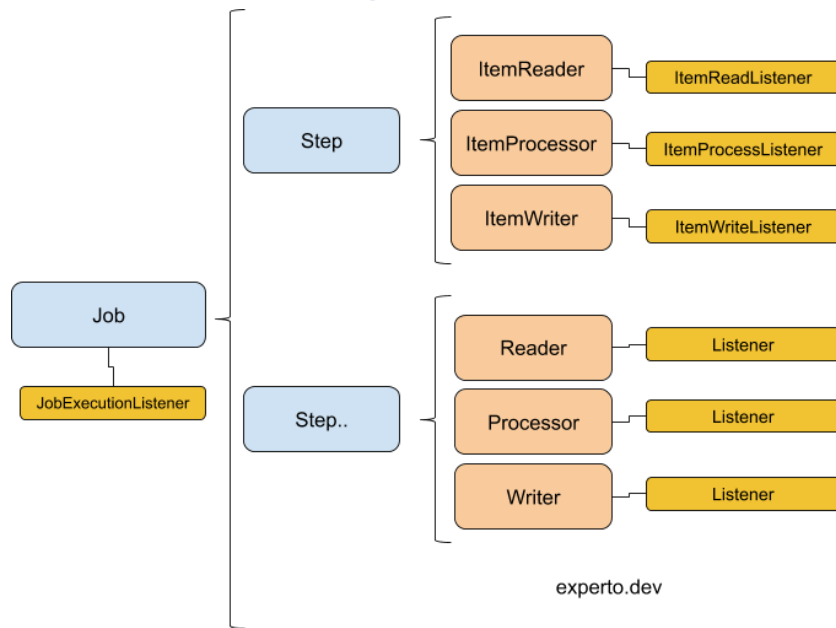 Job
JobExecutionListener
Step
ItemReader
ItemReadListener
ItemProcessor
ItemProcessListener
ItemWriter
ItemWriteListener
Step..
Reader
Listener
Processor
Listener
Writer
Listener
experto.dev